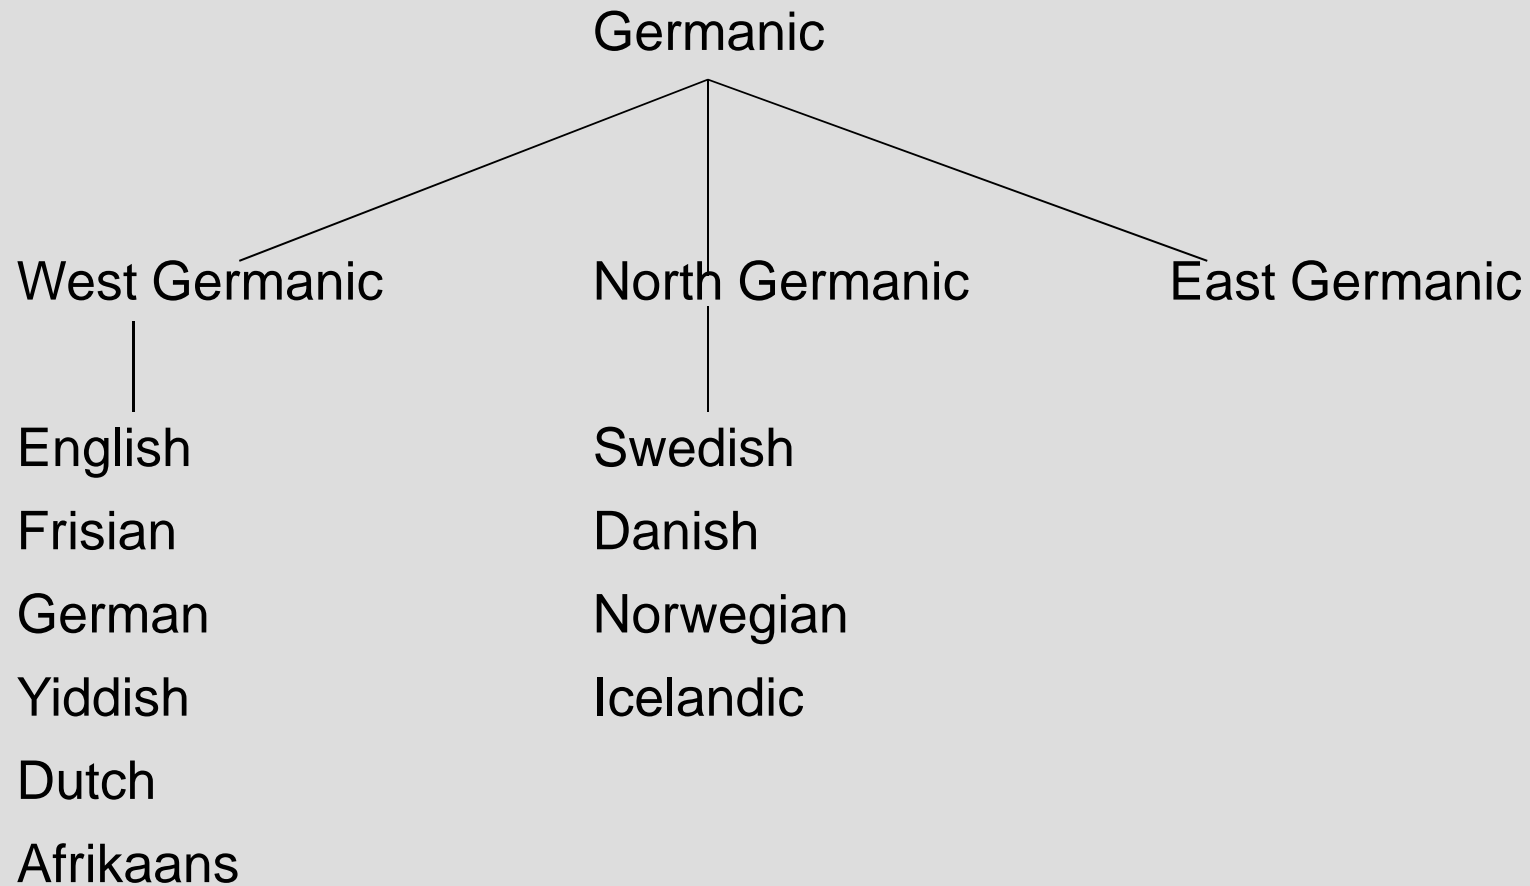 Germanic
West Germanic North Germanic East Germanic
English Swedish
Frisian Danish
German Norwegian
Yiddish Icelandic
Dutch
Afrikaans